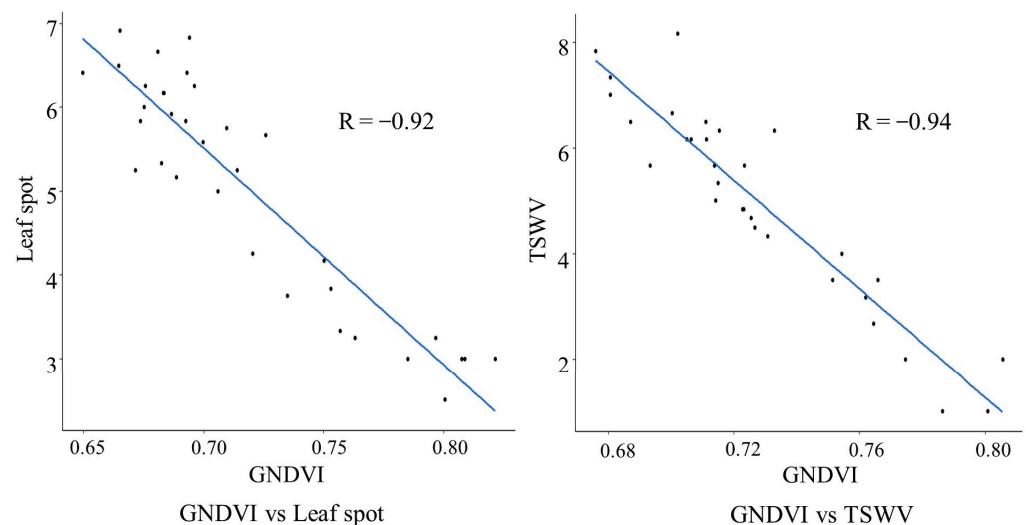 7
6
5
4
3
Leaf spot
R = −0.92
0.65 0.70 0.75 0.80
GNDVI
GNDVI vs Leaf spot
8
6
4
2
TSWV
R = −0.94
0.68 0.72 0.76 0.80
GNDVI
GNDVI vs TSWV